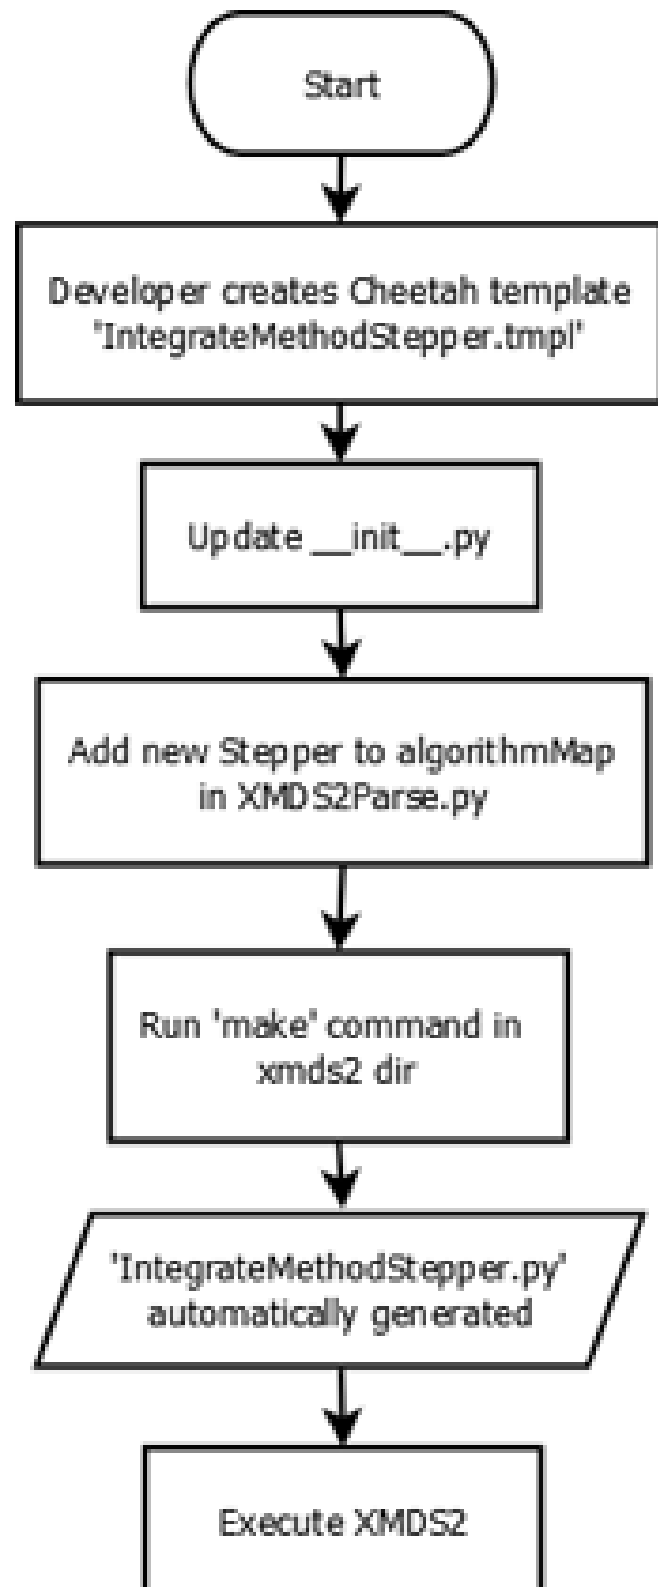 Start
Developer creates Cheetah template
'IntegrateMethodStepper.tmpl'
Update __init__.py
Add new Stepper to algorithmMap
in XMDS2Parse.py
Run 'make' command in
xmds2 dir
'IntegrateMethodStepper.py'
automatically generated
Execute XMDS2